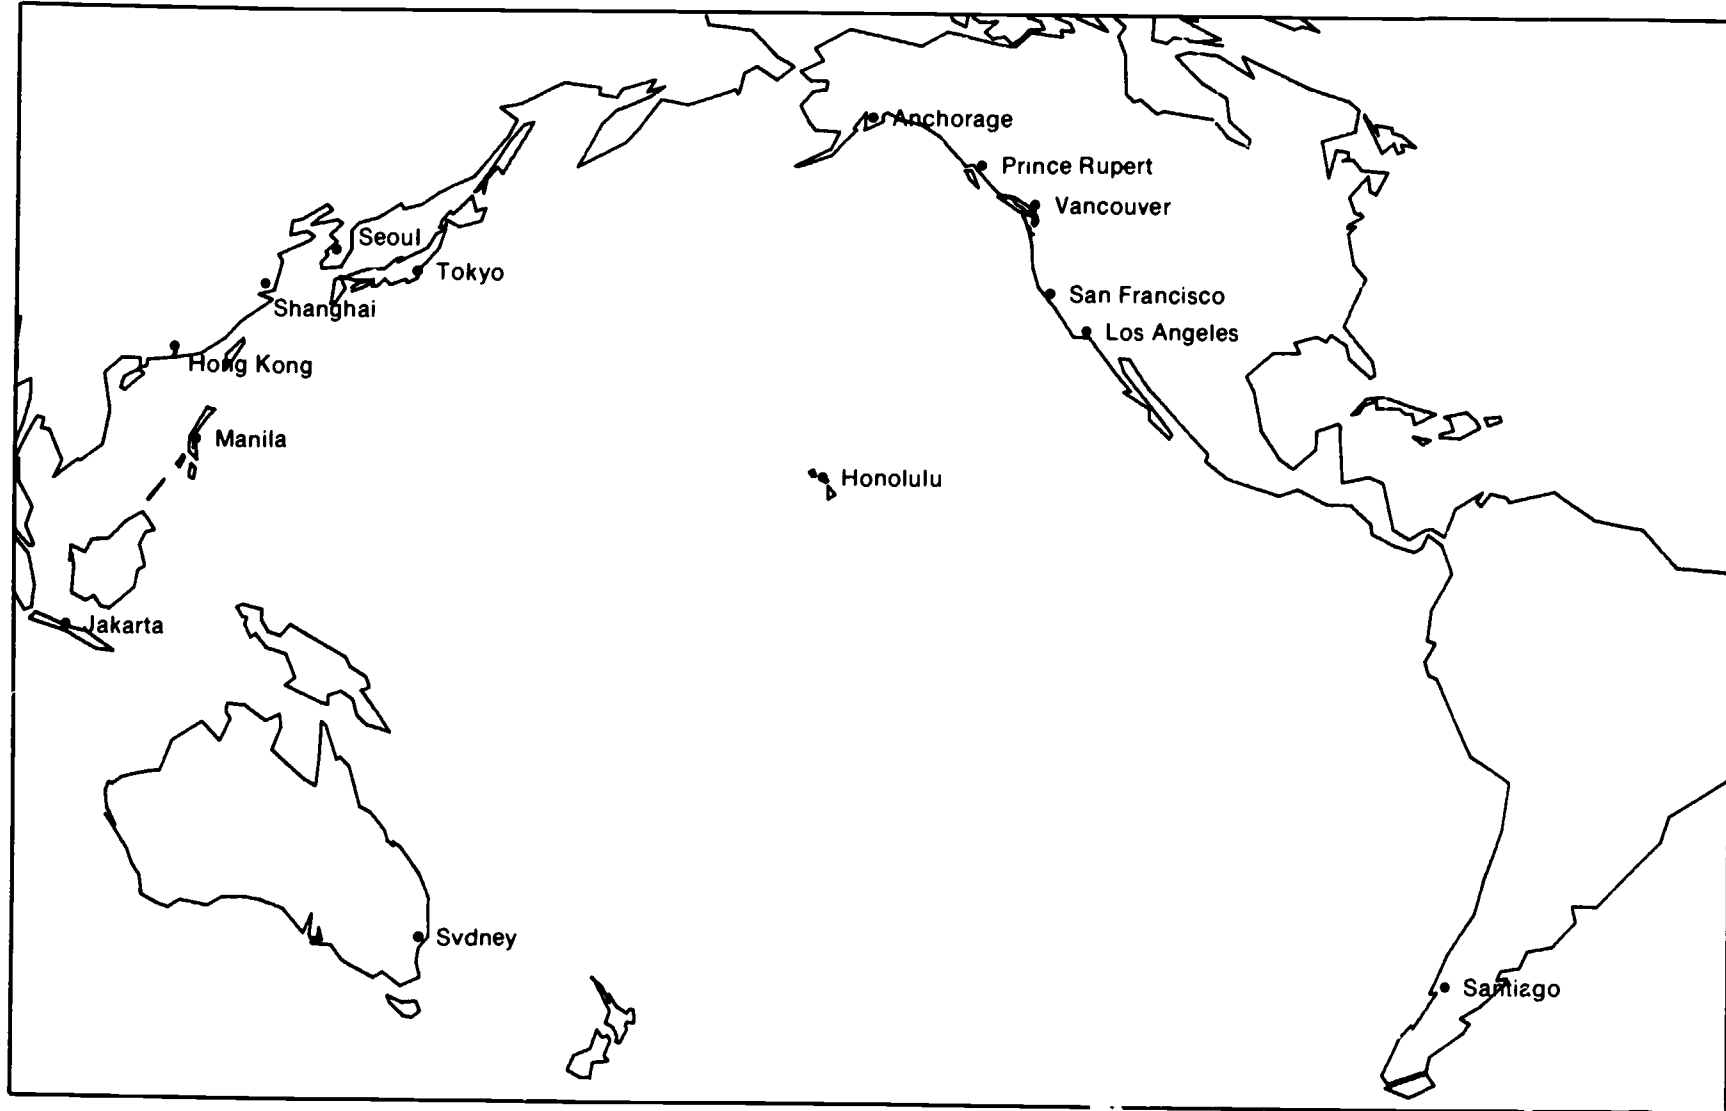 Anchorage
Prince Rupert
Vancouver
Seoul
Tokyo
San Francisco
Shanghai
Los Angeles
Hong Kong
Manila
Honolulu
Jakarta
Svdney
Santiago